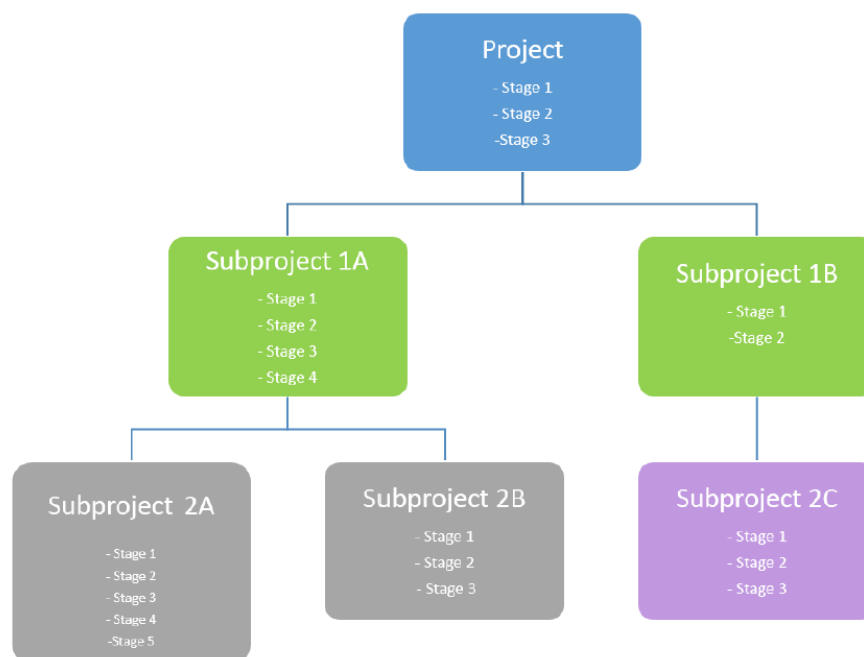 Project
- Stage 1
- Stage 2
-Stage 3
Subproject 1A
- Stage 1
- Stage 2
- Stage 3
- Stage 4
Subproject 1B
- Stage 1
-Stage 2
Subproject 2A
- Stage 1
- Stage 2
- Stage 3
- Stage 4
-Stage 5
Subproject 2B
- Stage 1
- Stage 2
- Stage 3
Subproject 2C
- Stage 1
- Stage 2
- Stage 3